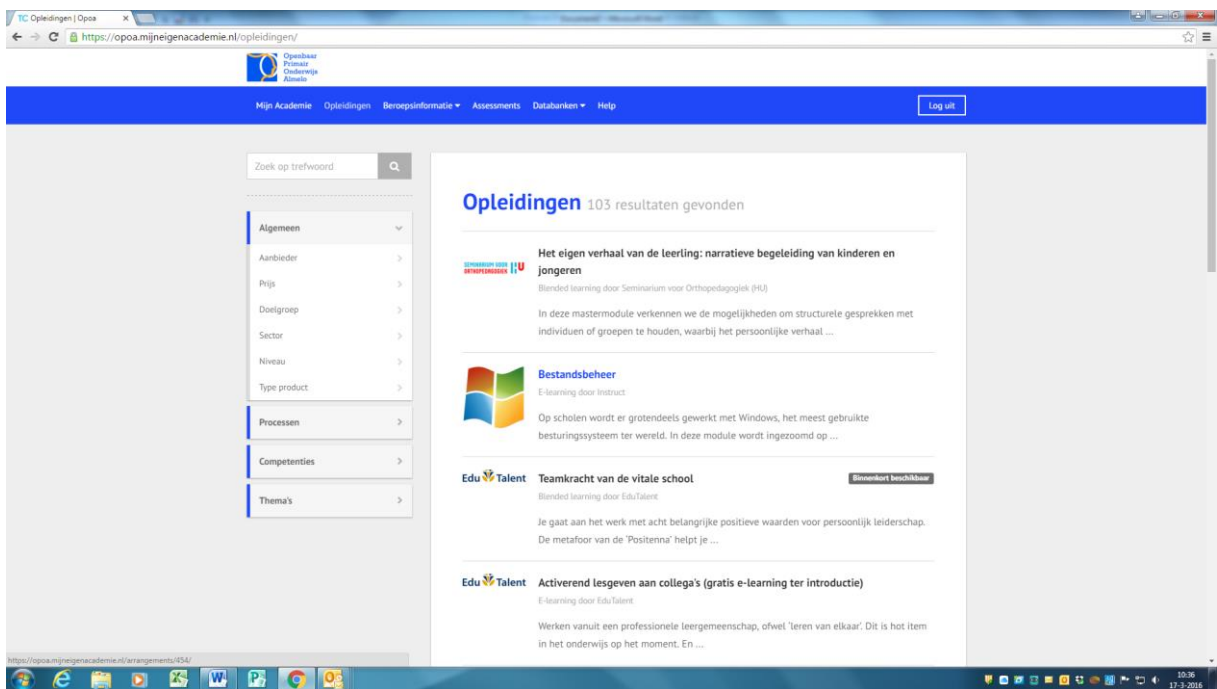 Opleidingen | Opoa
https://opoa.mijneigenacademie.nl/opleidingen/
Openbaar
Primair
Onderwijs
Almelo
Mijn Academie Opleidingen Beroepsinformatie Assessments Databanken Help Log uit
Zoek op trefwoord
Algemeen
Aanbieder
Prijs
Doelgroep
Sector
Niveau
Type product
Processen
Competenties
Thema's
Opleidingen 103 resultaten gevonden
SEMINARIUM VOOR
ORTHOPEDAGOGIEK HU
Het eigen verhaal van de leerling: narratieve begeleiding van kinderen en
jongeren
Blended learning door Seminarium voor Orthopedagogiek (HU)
In deze mastermodule verkennen we de mogelijkheden om structurele gesprekken met
individuen of groepen te houden, waarbij het persoonlijke verhaal ...
Bestandsbeheer
E-learning door Instruct
Op scholen wordt er grotendeels gewerkt met Windows, het meest gebruikte
besturingssysteem ter wereld. In deze module wordt ingezoomd op ...
Edu Talent
Teamkracht van de vitale school
Binnenkort beschikbaar
Blended learning door EduTalent
Je gaat aan het werk met acht belangrijke positieve waarden voor persoonlijk leiderschap.
De metafoor van de 'Positenna' helpt je ...
Edu Talent
Activerend lesgeven aan collega's (gratis e-learning ter introductie)
E-learning door EduTalent
Werken vanuit een professionele leergemeenschap, ofwel 'leren van elkaar'. Dit is hot item
in het onderwijs op het moment. En ...
https://opoa.mijneigenacademie.nl/arrangements/454/
10:36
17-3-2016